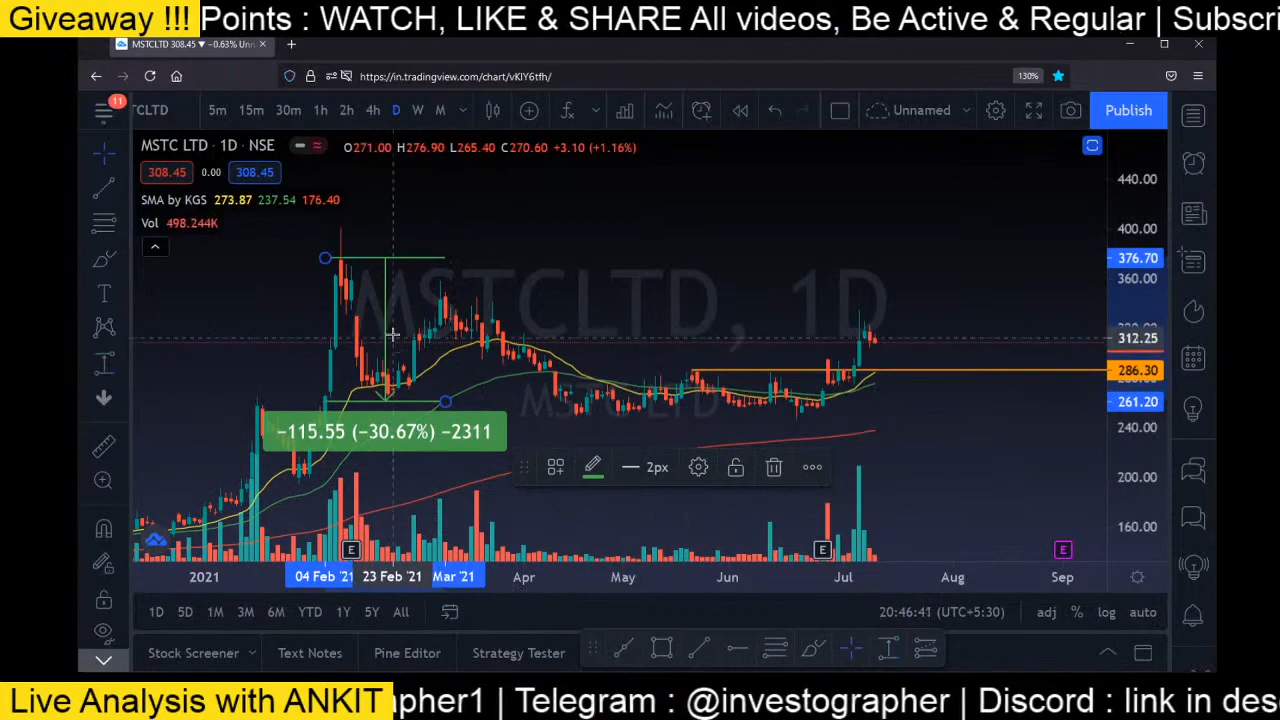 Giveaway !!! Points : WATCH, LIKE & SHARE All videos, Be Active & Regular | Subscri
MSTCLTD 308.45 ▼ −0.63% Unn
https://in.tradingview.com/chart/vKlY6tfh/ 130%
11
TCLTD 5m 15m 30m 1h 2h 4h D W M Unnamed Publish
MSTC LTD · 1D · NSE O271.00 H276.90 L265.40 C270.60 +3.10 (+1.16%)
308.45 0.00 308.45
SMA by KGS 273.87 237.54 176.40
Vol 498.244K
MSTCLTD, 1D
MSTC LTD
440.00
400.00
376.70
360.00
312.25
286.30
261.20
240.00
200.00
160.00
−115.55 (−30.67%) −2311
2px
E E E
2021 04 Feb '21 23 Feb '21 Mar '21 Apr May Jun Jul Aug Sep
1D 5D 1M 3M 6M YTD 1Y 5Y All 20:46:41 (UTC+5:30) adj % log auto
Stock Screener Text Notes Pine Editor Strategy Tester
Live Analysis with ANKIT apher1 | Telegram : @investographer | Discord : link in des